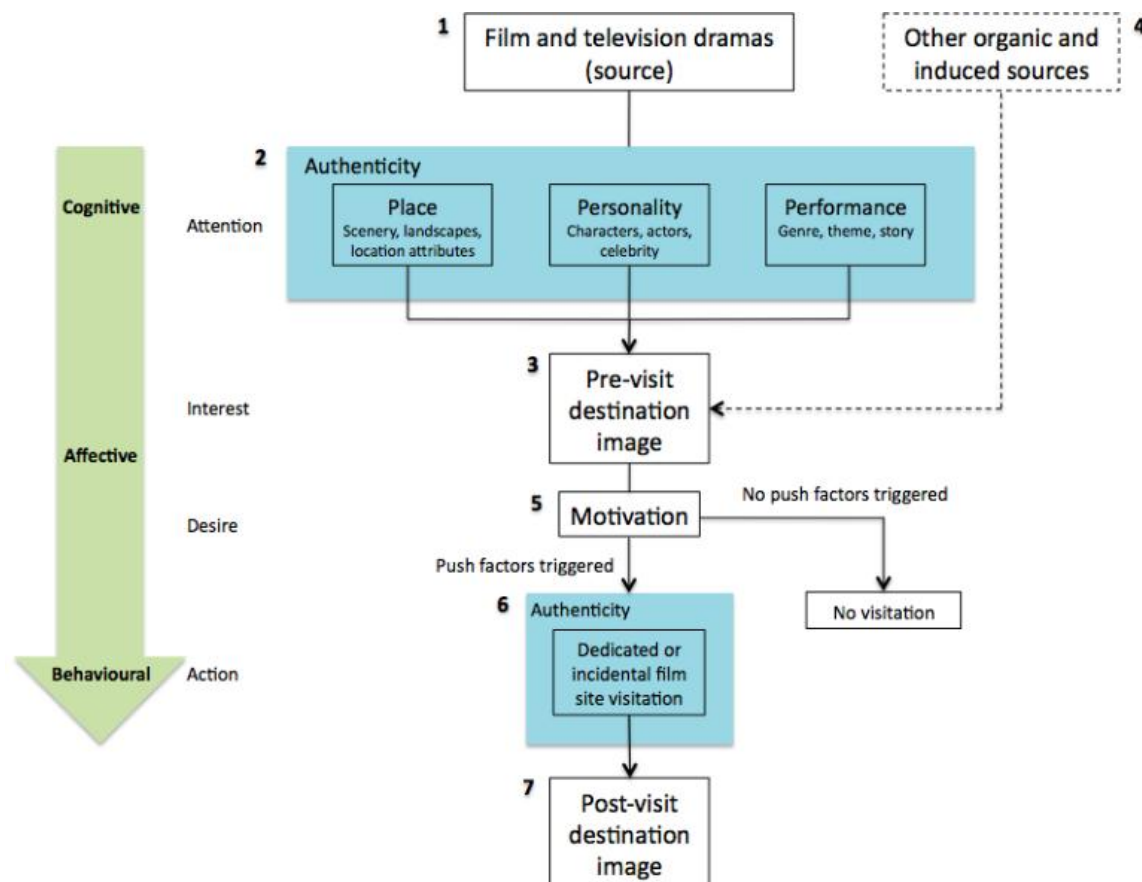 1
Film and television dramas
(source)
4
Other organic and
induced sources
2
Authenticity
Cognitive
Attention
Place
Scenery, landscapes,
location attributes
Personality
Characters, actors,
celebrity
Performance
Genre, theme, story
3
Pre-visit
destination
image
Interest
Affective
5
Motivation
No push factors triggered
Desire
Push factors triggered
6
Authenticity
No visitation
Dedicated or
incidental film
site visitation
Behavioural
Action
7
Post-visit
destination
image